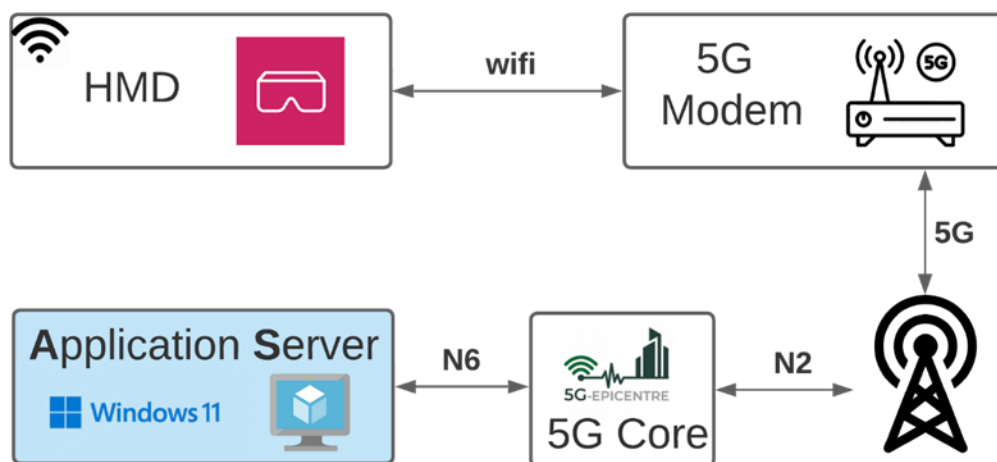 HMD
wifi
5G
Modem
5G
5G
Application Server
Windows 11
N6
5G-EPICENTRE
5G Core
N2